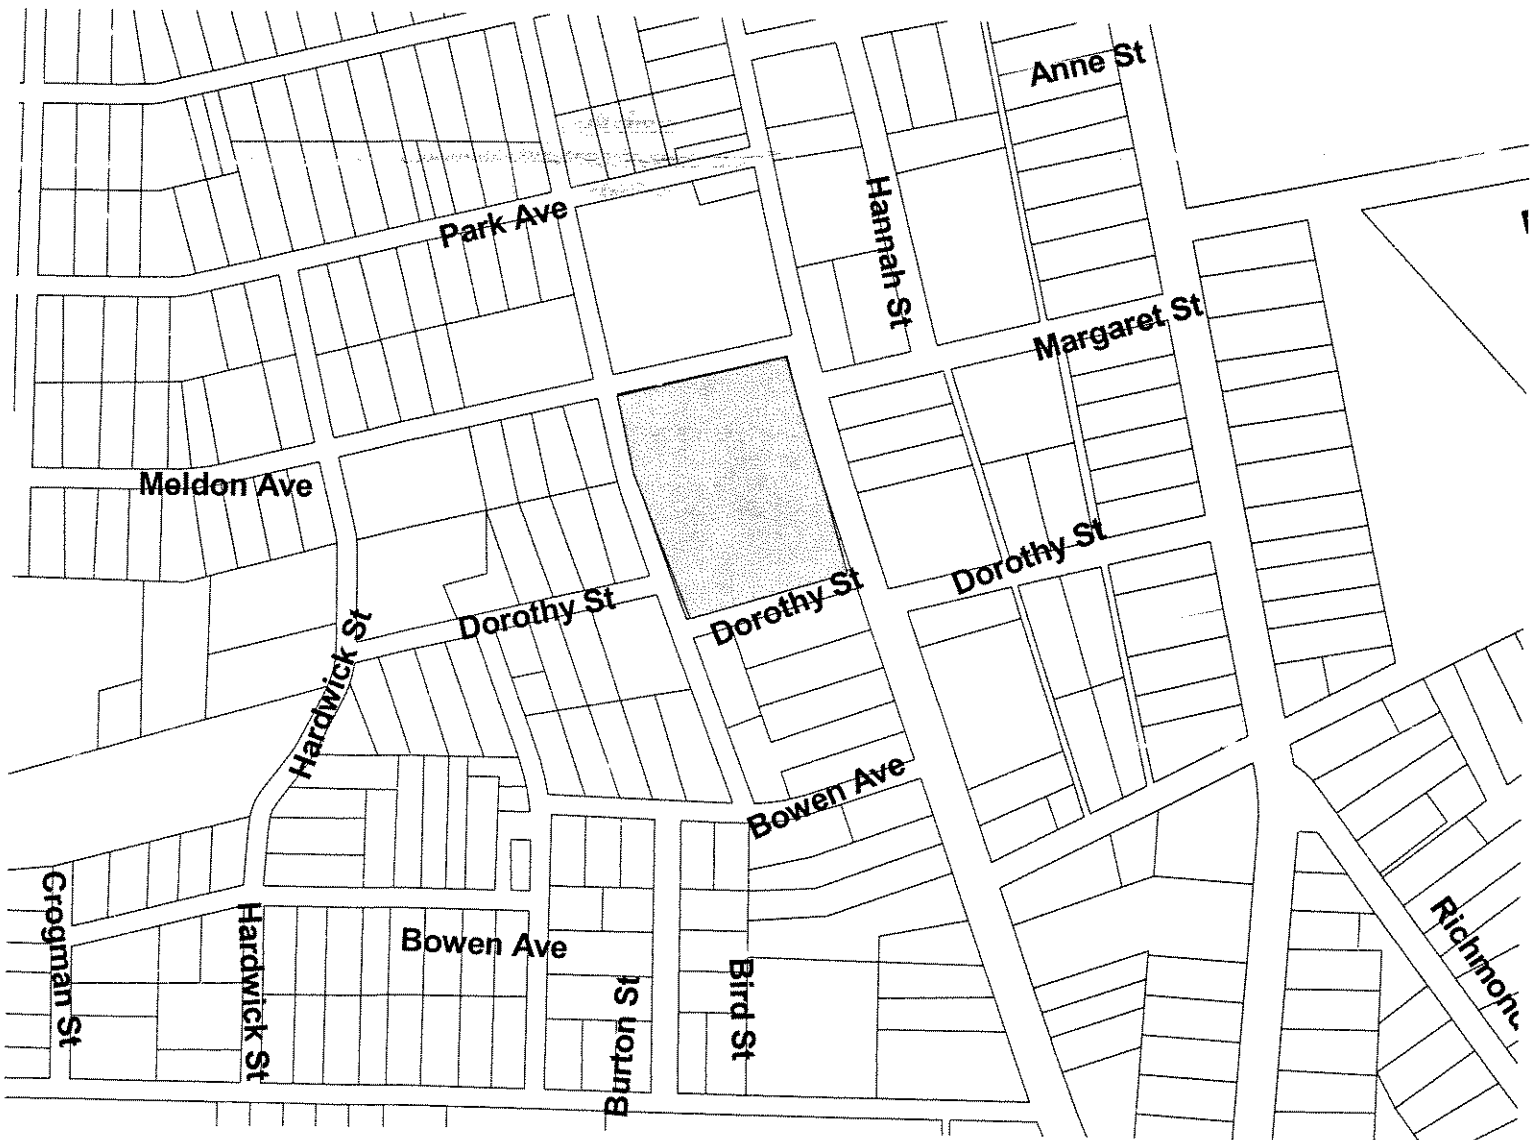 Anne St
Park Ave
Hannah St
Margaret St
Meldon Ave
Dorothy St
Dorothy St
Dorothy St
Hardwick St
Bowen Ave
Crogman St
Hardwick St
Bowen Ave
Burton St
Bird St
Richmond